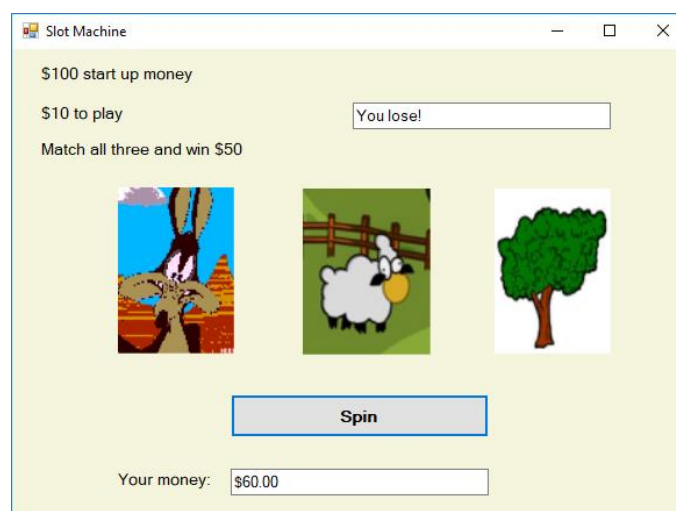 Slot Machine
$100 start up money
$10 to play
You lose!
Match all three and win $50
Spin
Your money: $60.00